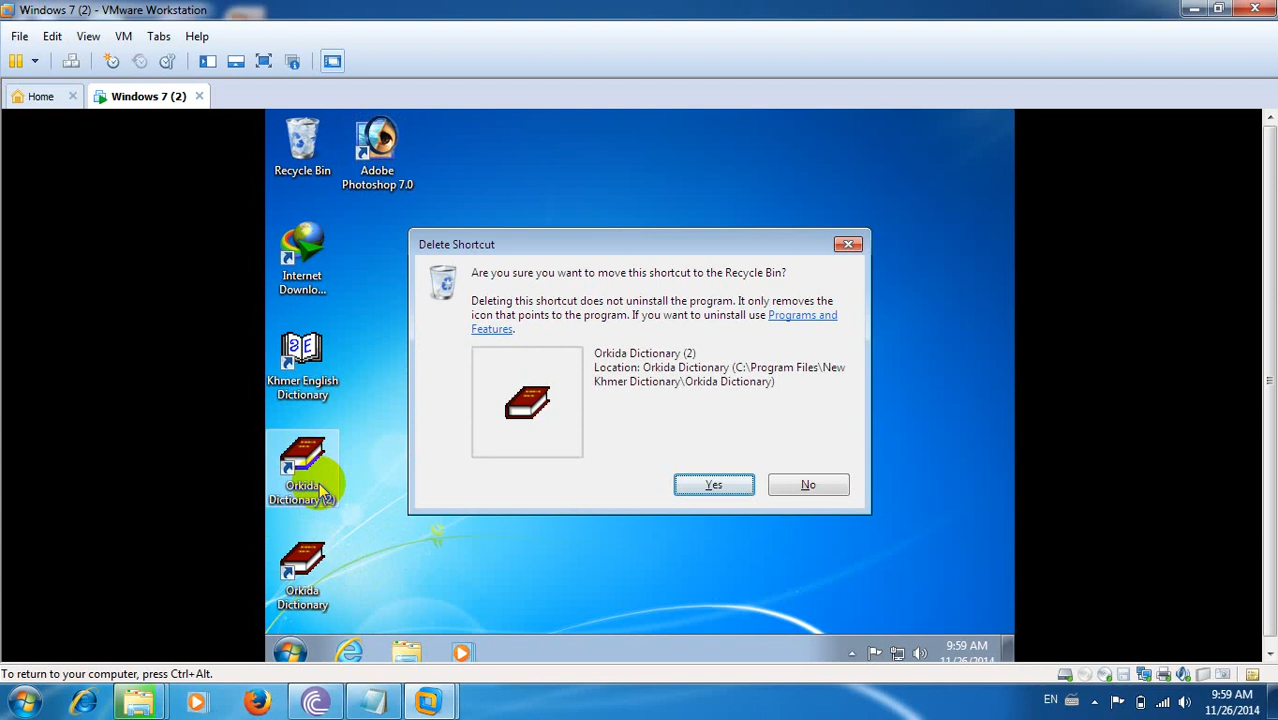 Windows 7 (2) - VMware Workstation
File Edit View VM Tabs Help
Home Windows 7 (2)
Recycle Bin
Adobe
Photoshop 7.0
Internet
Downlo...
Khmer English
Dictionary
Orkida
Dictionary (2)
Orkida
Dictionary
Delete Shortcut
Are you sure you want to move this shortcut to the Recycle Bin?
Deleting this shortcut does not uninstall the program. It only removes the
icon that points to the program. If you want to uninstall use Programs and
Features.
Orkida Dictionary (2)
Location: Orkida Dictionary (C:\Program Files\New
Khmer Dictionary\Orkida Dictionary)
Yes No
9:59 AM
11/26/2014
To return to your computer, press Ctrl+Alt.
EN
9:59 AM
11/26/2014